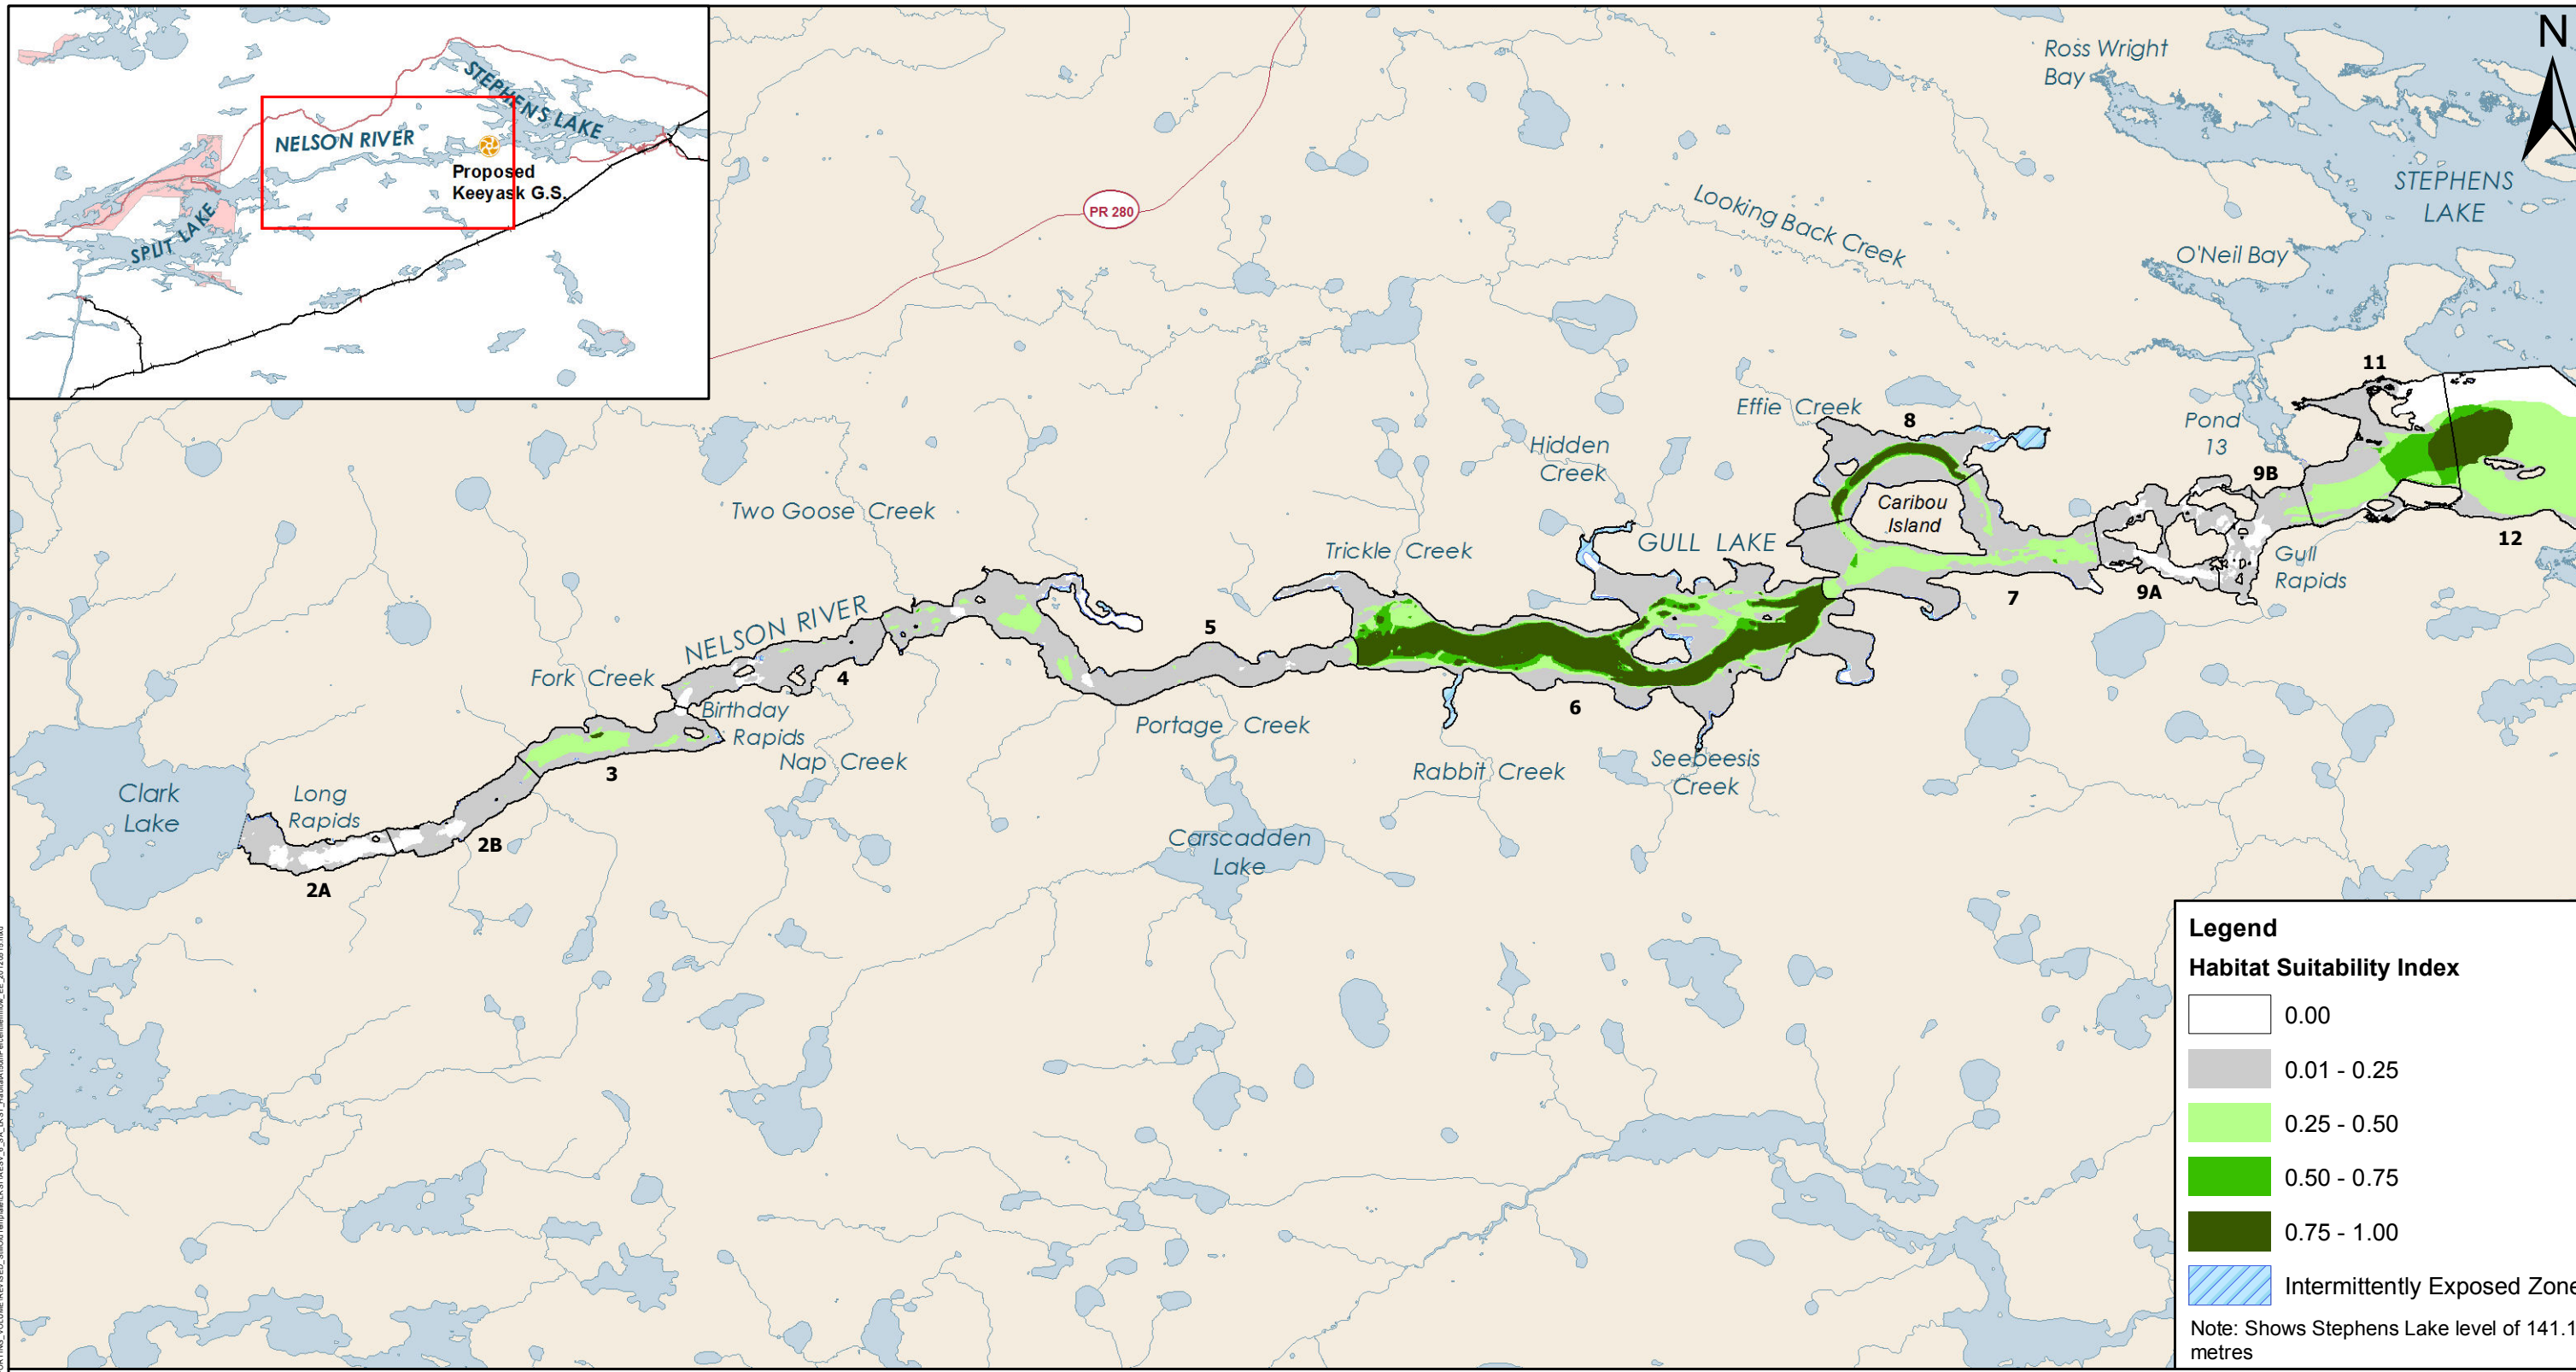 STEPHENS LAKE
NELSON RIVER
Proposed
Keeyask G.S.
SPLIT LAKE
N
Ross Wright
Bay
PR 280
STEPHENS
LAKE
Looking Back Creek
O'Neil Bay
11
Effie Creek
8
Pond
13
Hidden
Creek
9B
Caribou
Island
Two Goose Creek
GULL LAKE
Trickle Creek
12
Gull
Rapids
9A
7
NELSON RIVER
5
Fork Creek
4
Birthday
Rapids
6
Portage Creek
Nap Creek
Seebeesis
Creek
Rabbit Creek
3
Clark
Lake
Long
Rapids
2B
Carscadden
Lake
2A
Legend
Habitat Suitability Index
0.00
0.01 - 0.25
0.25 - 0.50
0.50 - 0.75
0.75 - 1.00
Intermittently Exposed Zone
Note: Shows Stephens Lake level of 141.1
metres